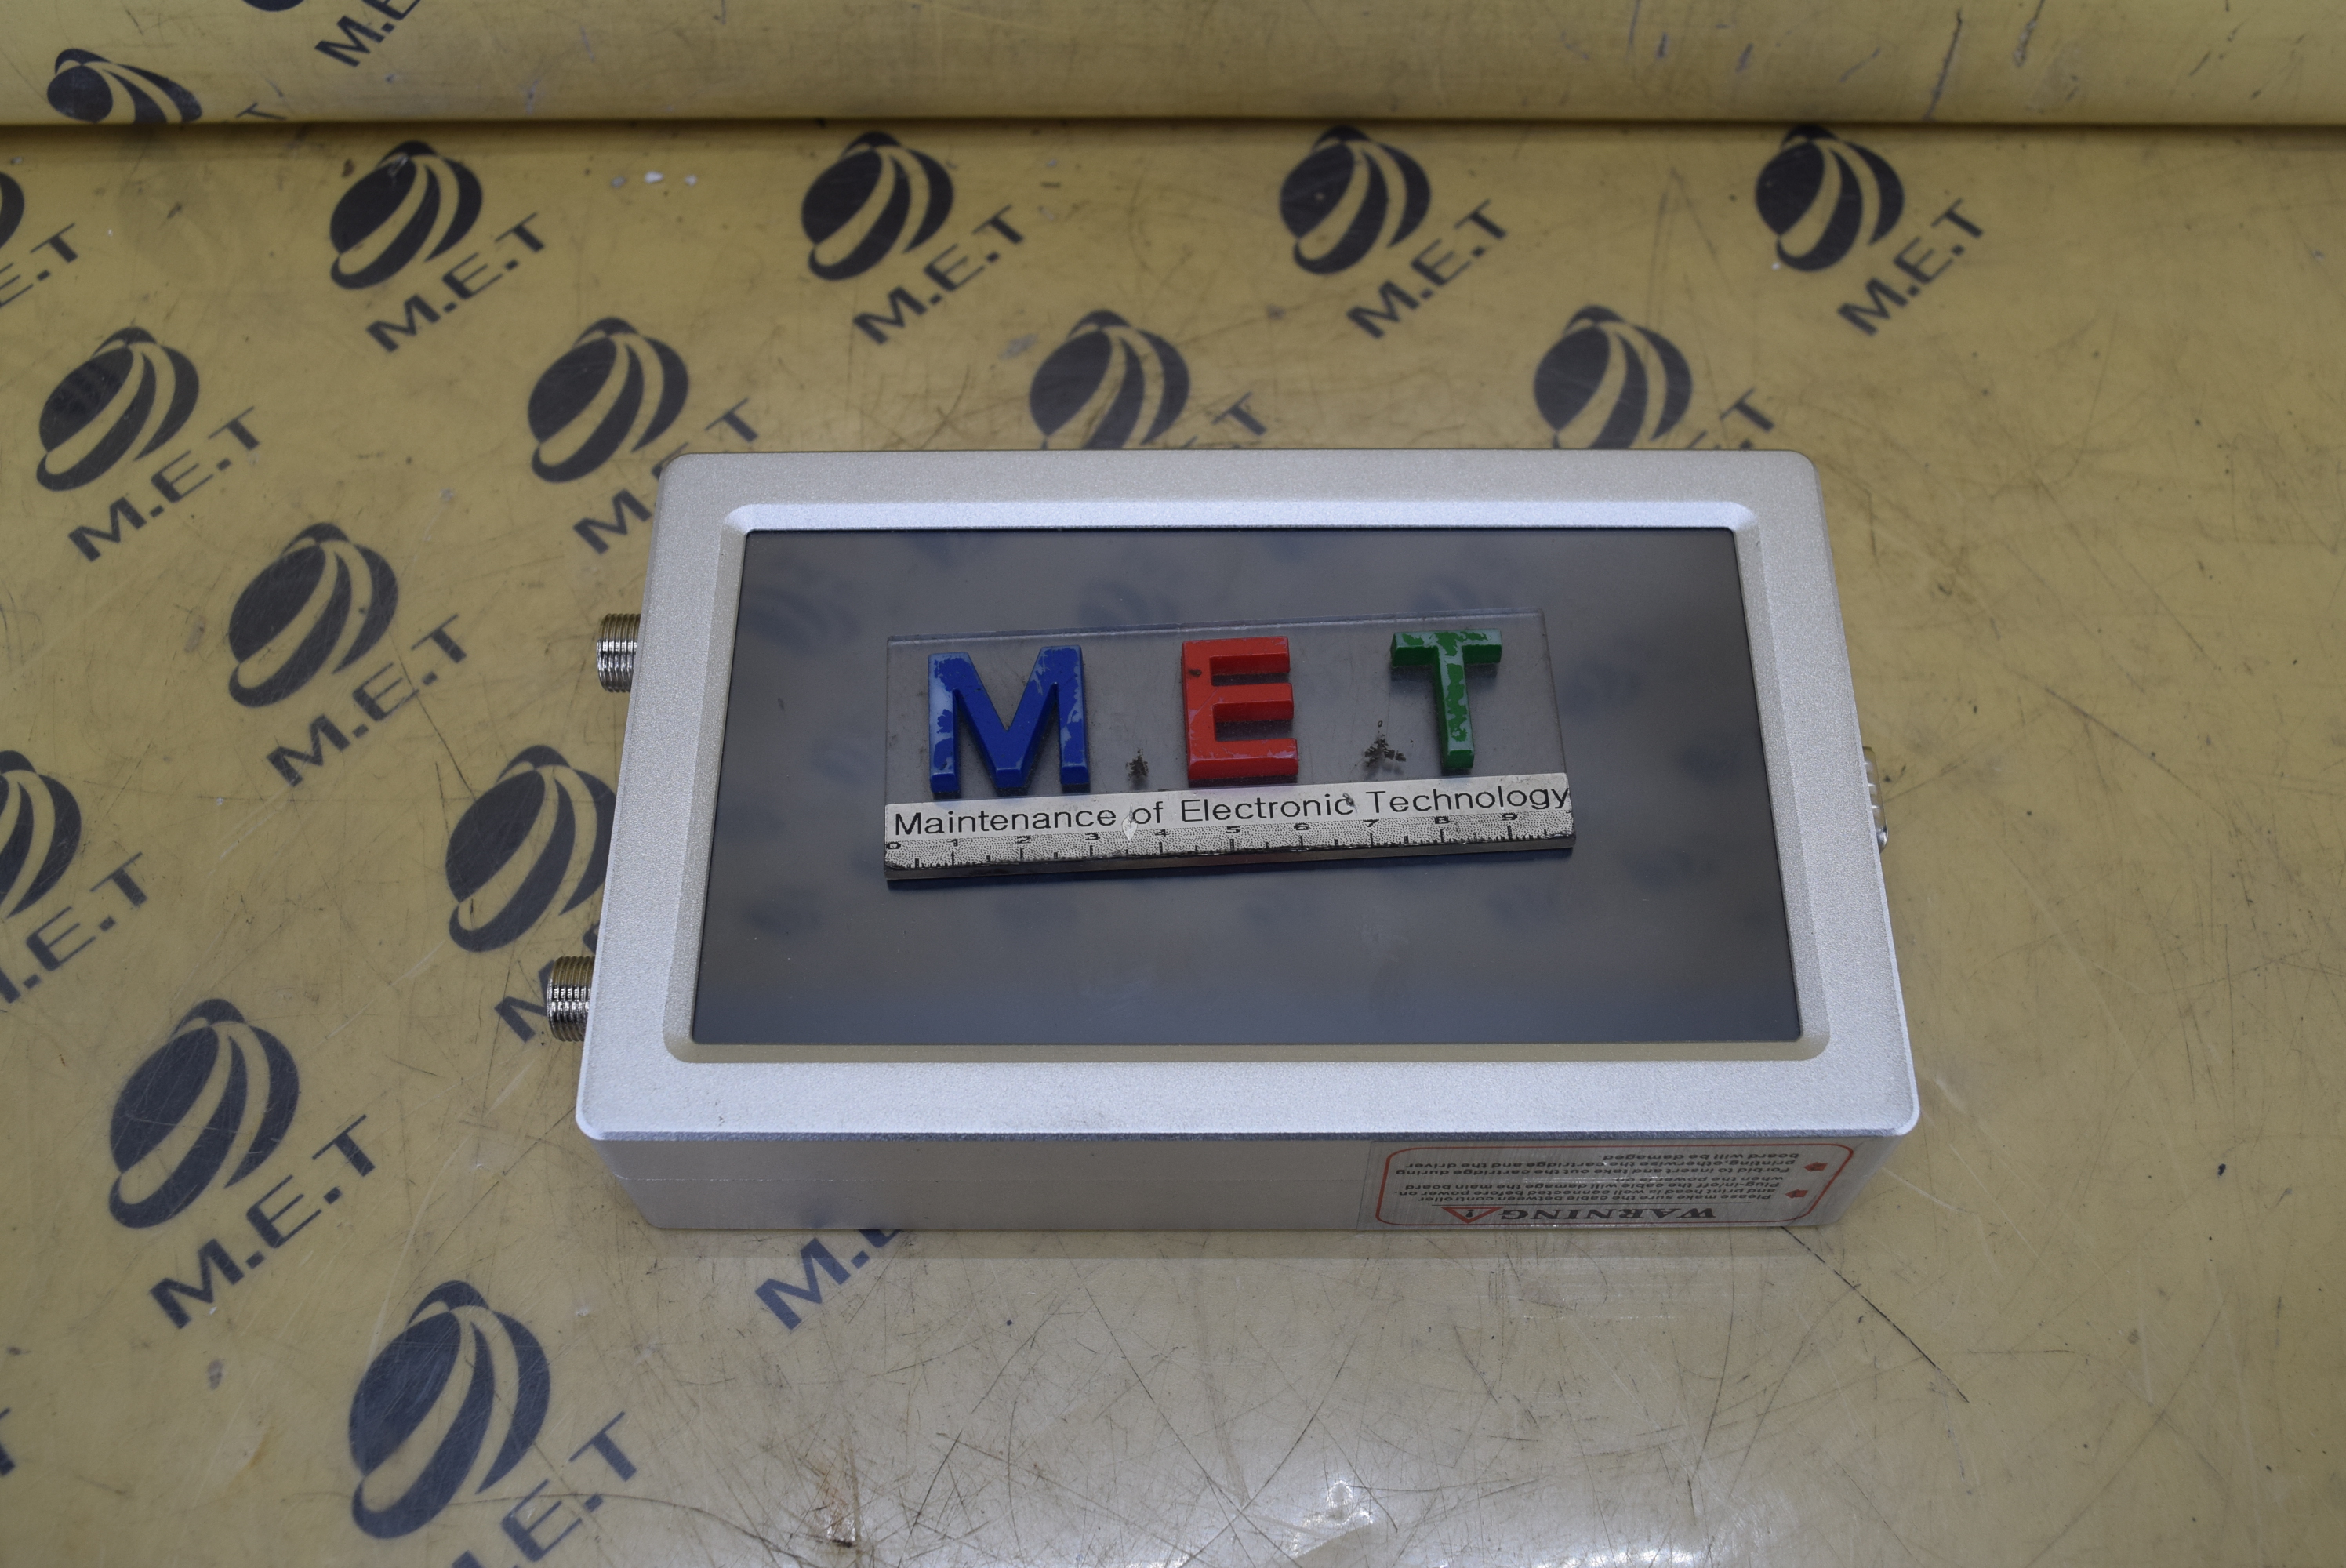 M.E.T
M.E.T
M.E.T
M.E.T
M.E.T
M.E.T
M.E.T
M.E.T
M.E.T
M.E.T
M . E . T
Maintenance of Electronic Technology
0 1 2 3 4 5 6 7 8 9
WARNING
Please make sure the cable between controller
and print head is well connected before power on.
Plug-in/off the cable will damage the main board
when the power is on
Forbid to insert and take out the cartridge during
printing,otherwise the cartridge and the driver
board will be damaged.